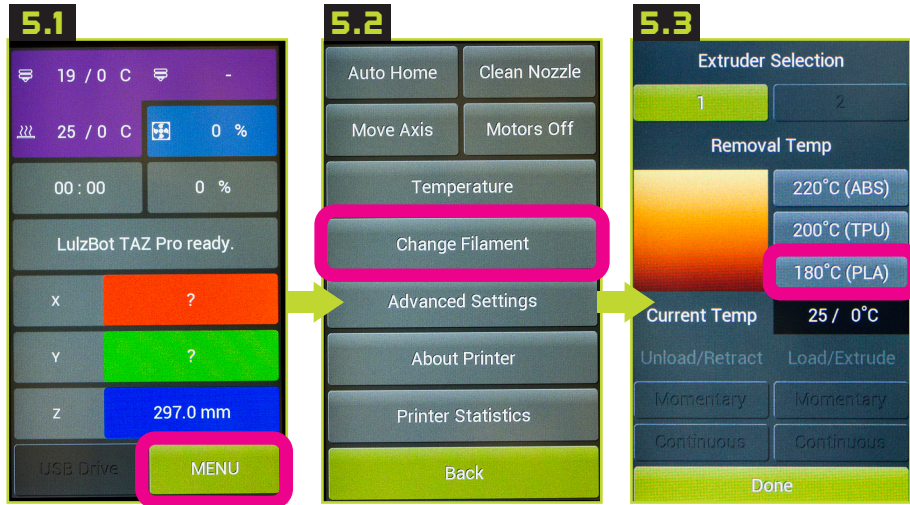 5.1
19 / 0 C -
25 / 0 C 0 %
00 : 00 0 %
LulzBot TAZ Pro ready.
X ?
Y ?
Z 297.0 mm
USB Drive MENU
5.2
Auto Home Clean Nozzle
Move Axis Motors Off
Temperature
Change Filament
Advanced Settings
About Printer
Printer Statistics
Back
5.3
Extruder Selection
1 2
Removal Temp
220°C (ABS)
200°C (TPU)
180°C (PLA)
Current Temp 25 / 0°C
Unload/Retract Load/Extrude
Momentary Momentary
Continuous Continuous
Done